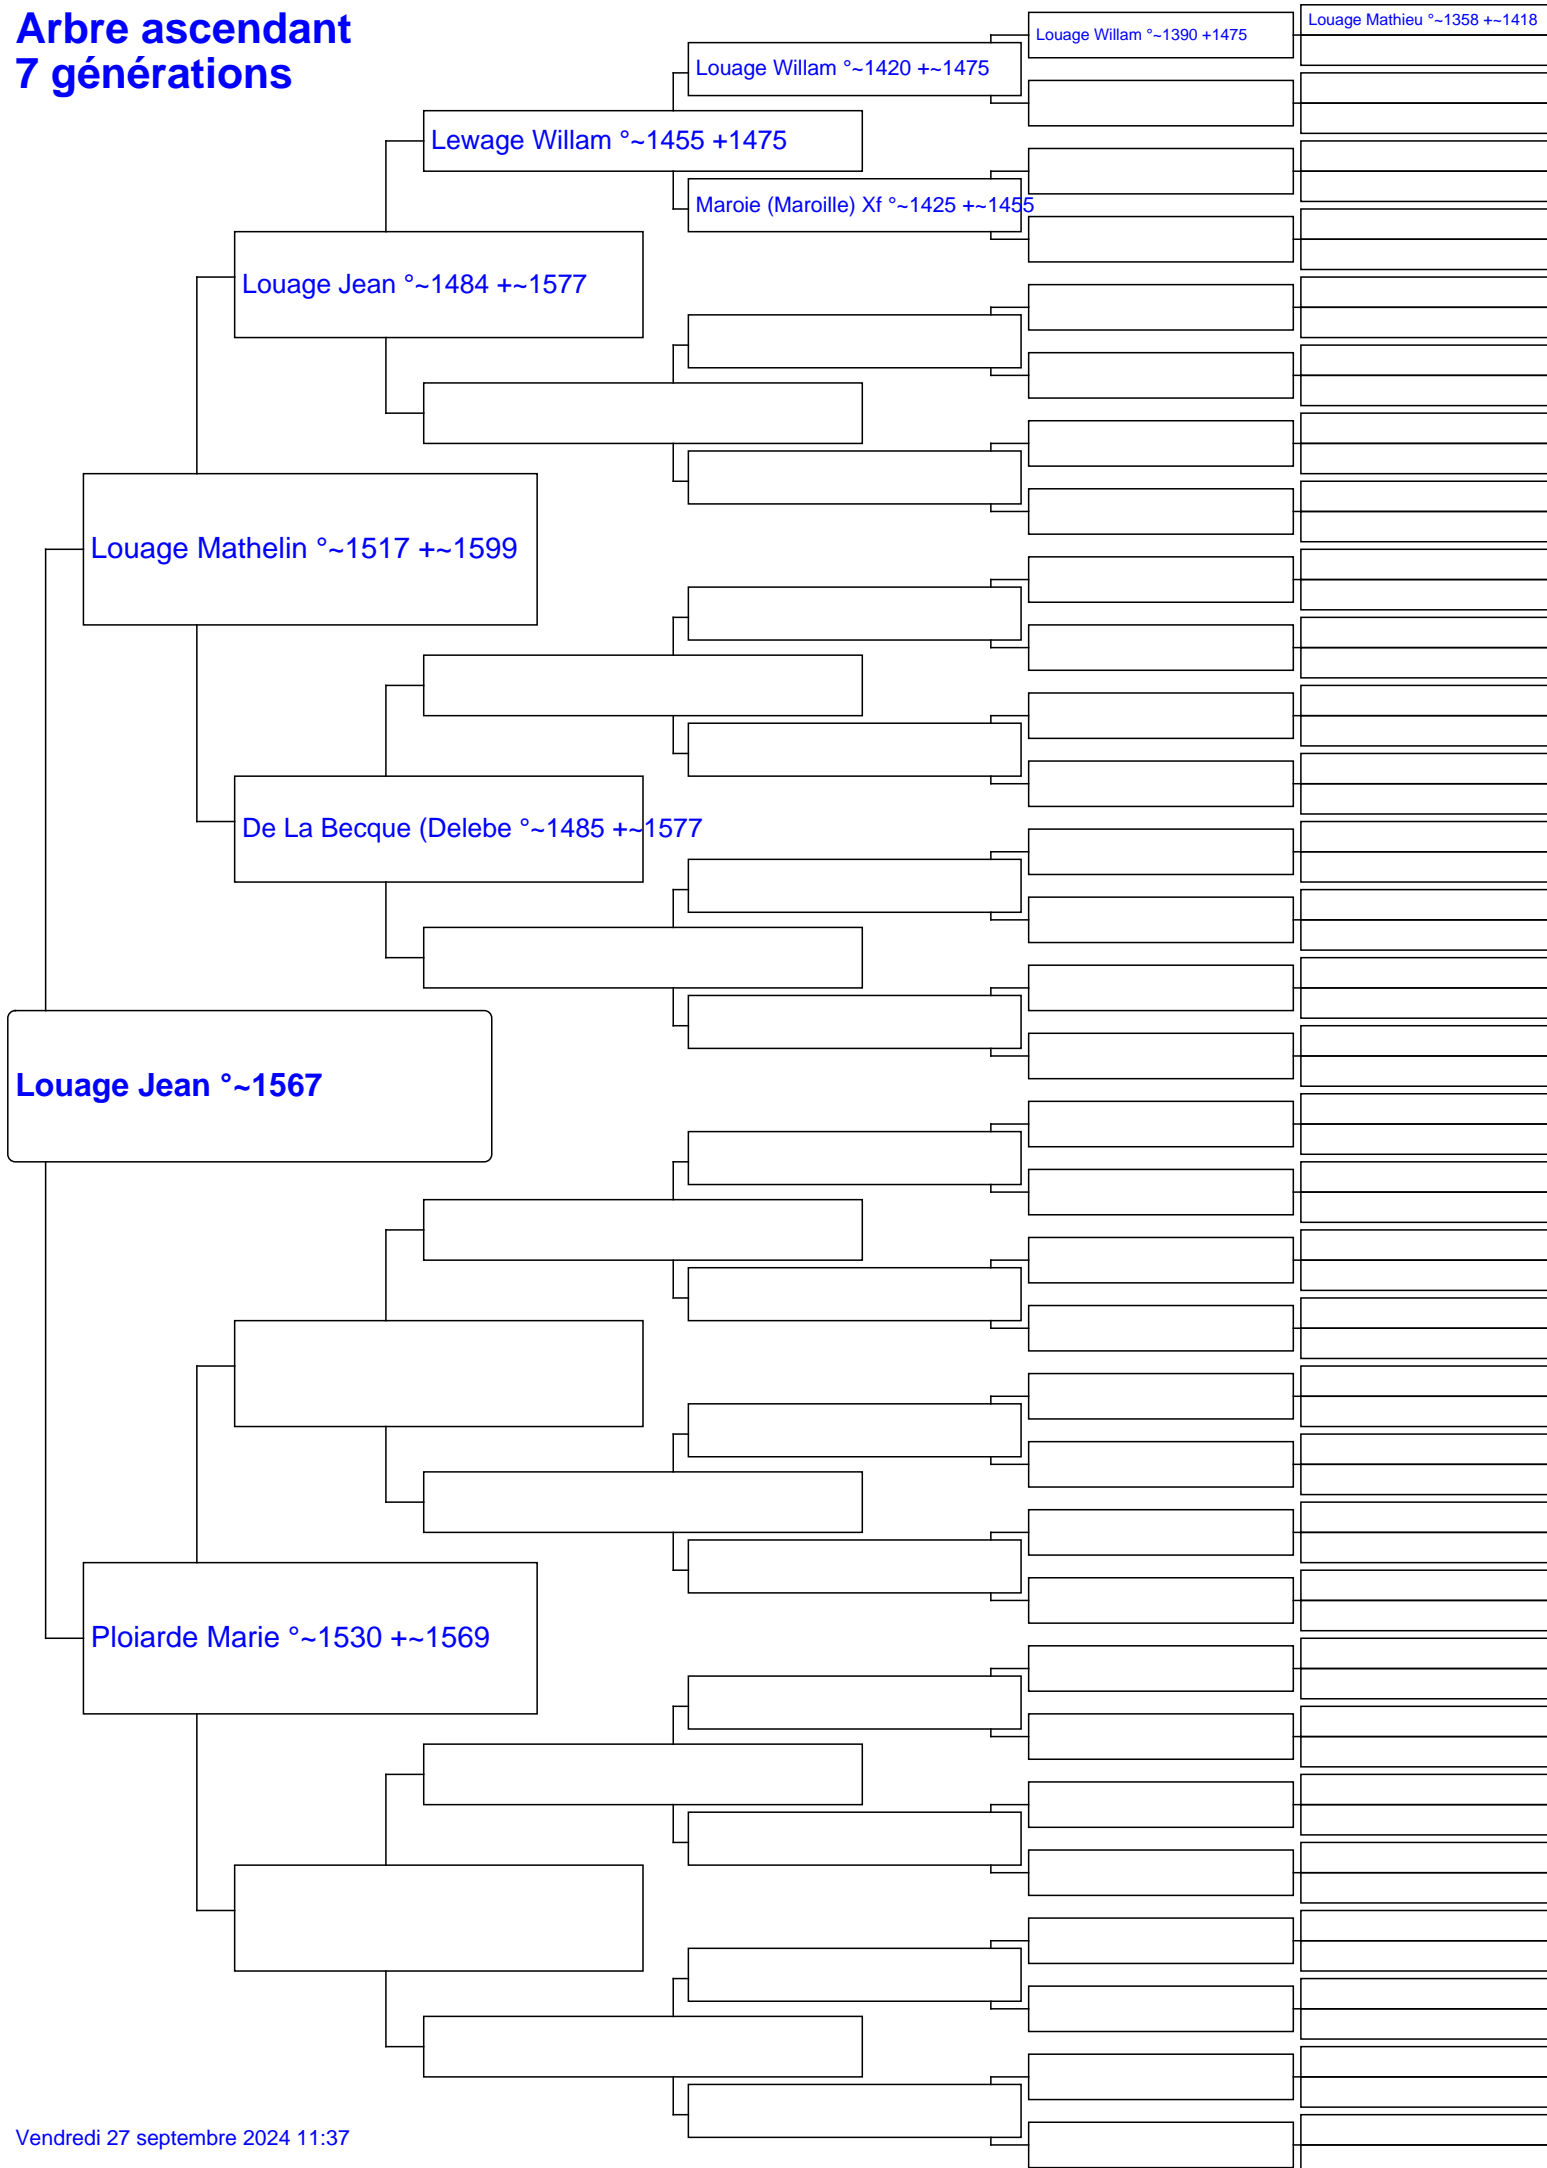 Arbre ascendant
7 générations
Louage Mathieu °~1358 +~1418
Louage Willam °~1390 +1475
Louage Willam °~1420 +~1475
Lewage Willam °~1455 +1475
Maroie (Maroille) Xf °~1425 +~1455
Louage Jean °~1484 +~1577
Louage Mathelin °~1517 +~1599
De La Becque (Delebe °~1485 +~1577
Louage Jean °~1567
Ploiarde Marie °~1530 +~1569
Vendredi 27 septembre 2024 11:37